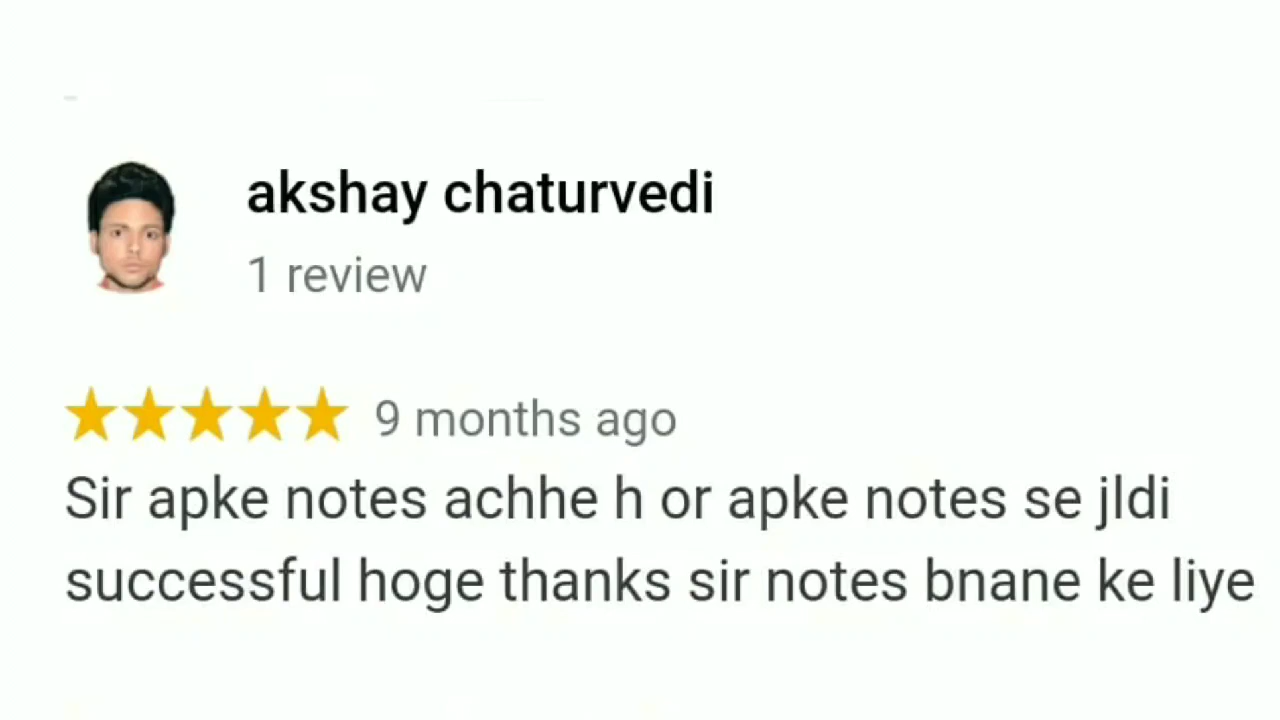 akshay chaturvedi
1 review
9 months ago
Sir apke notes achhe h or apke notes se jldi
successful hoge thanks sir notes bnane ke liye